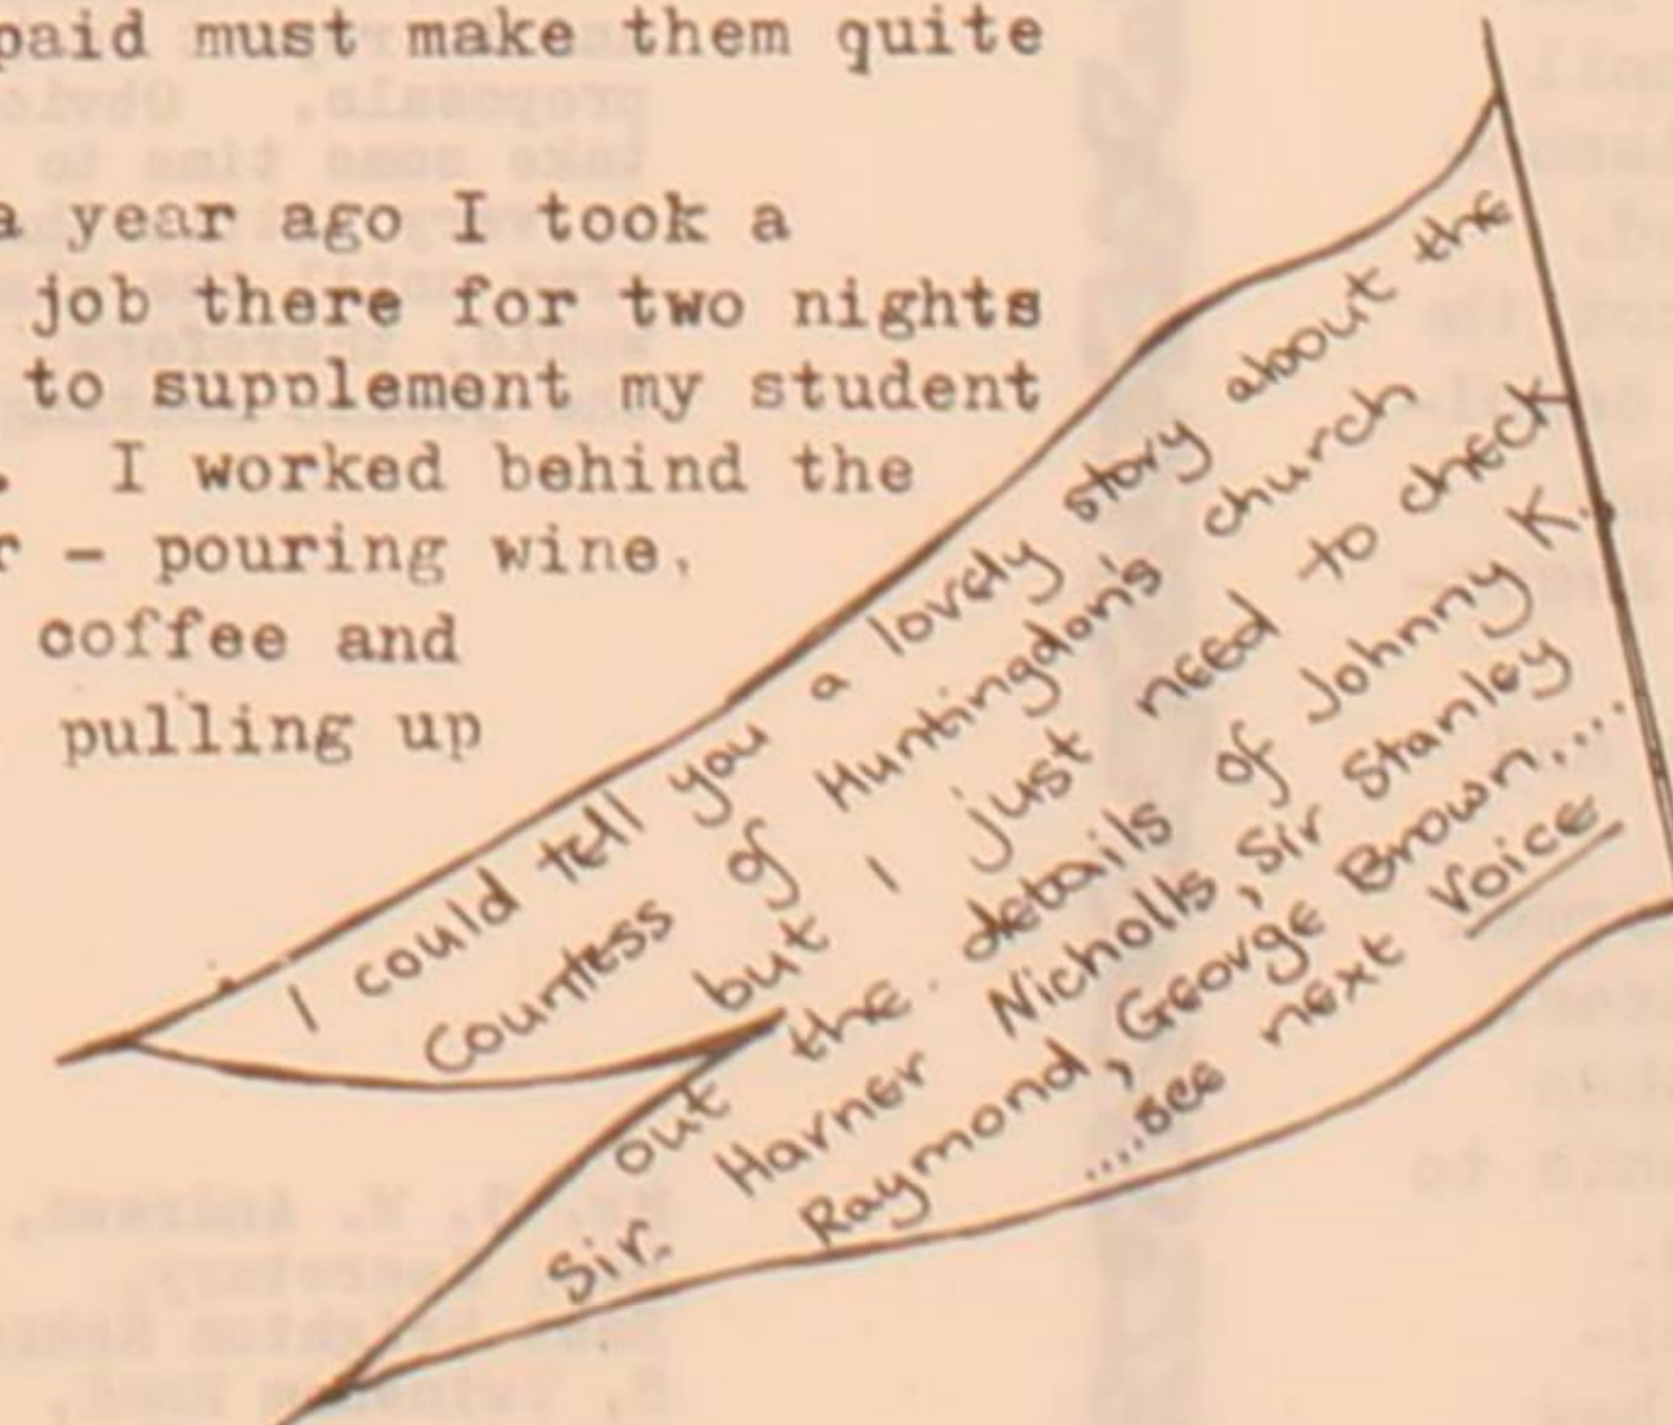 paid must make them quite
a year ago I took a
job there for two nights
to supplement my student
. I worked behind the
r - pouring wine,
coffee and
pulling up
I could tell you a lovely story about the
Countess of Huntingdon's church
but I just need to check
out the details of Johnny K.
Sir. Harner Nicholls, Sir Stanley
Raymond, George Brown....
....see next Voice